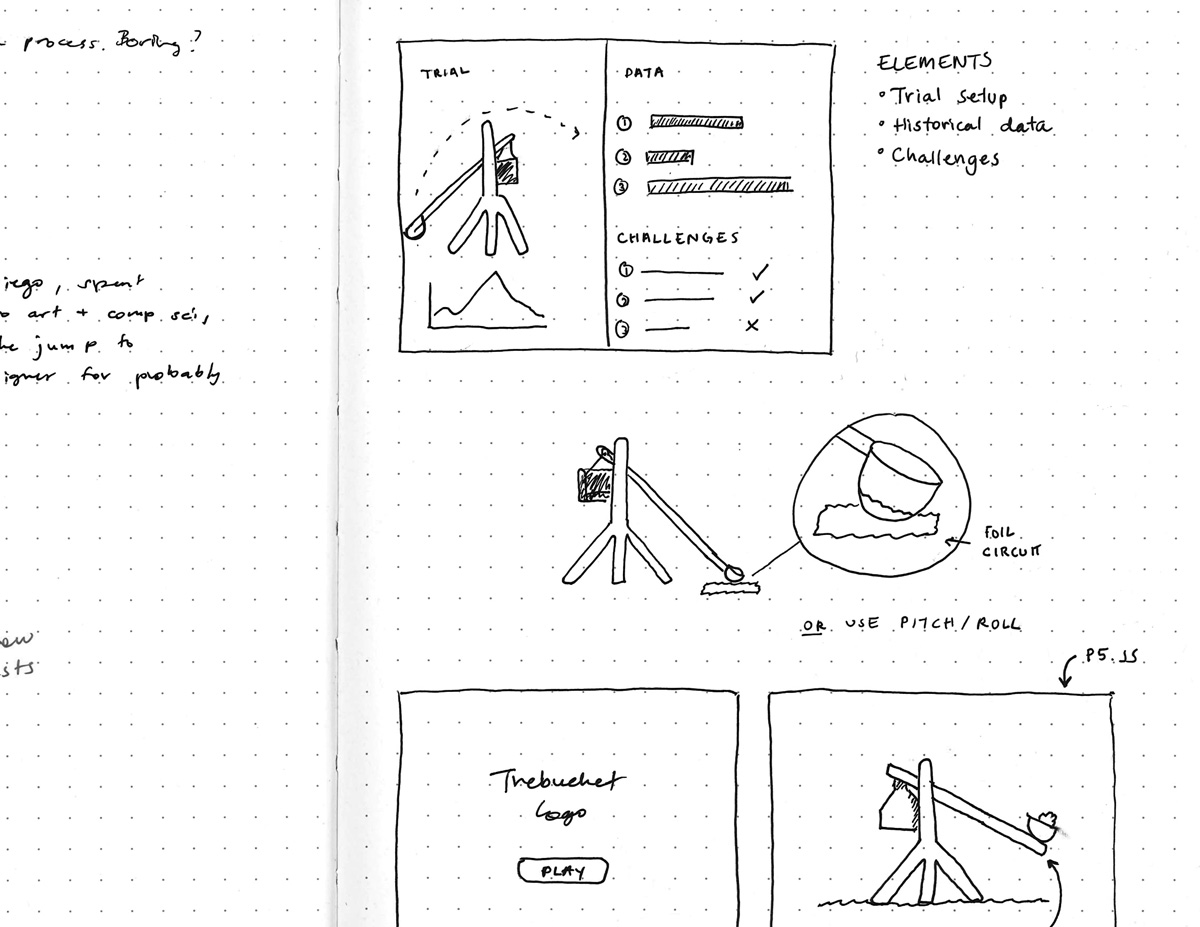 process. Boring?
iego, spent
art + comp sci,
he jump to
igner for probably
ew
sists
TRIAL
DATA
1
2
3
CHALLENGES
1
2
3
ELEMENTS
• Trial setup
• Historical data
• Challenges
FOIL
CIRCUIT
OR USE PITCH/ROLL
P5.JS
Trebuchet
Logo
PLAY